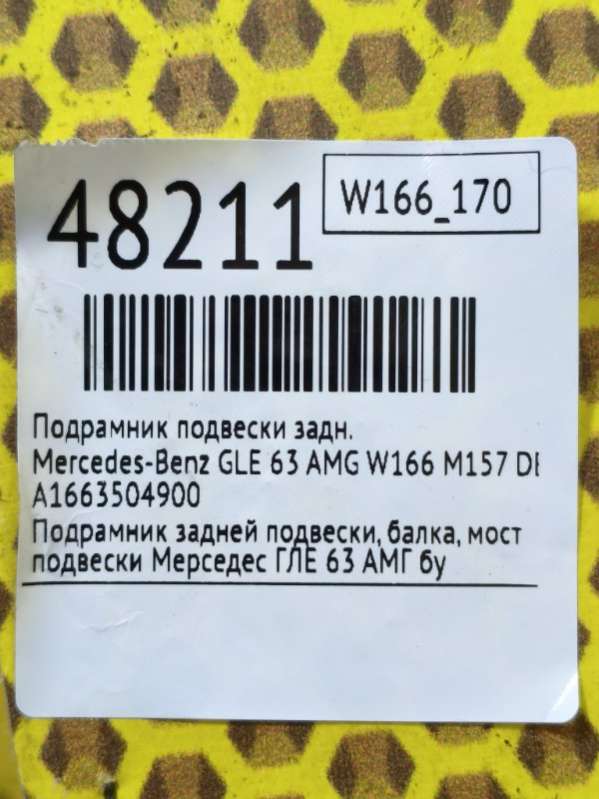 48211
W166_170
Подрамник подвески задн.
Mercedes-Benz GLE 63 AMG W166 M157 DE
A1663504900
Подрамник задней подвески, балка, мост
подвески Мерседес ГЛЕ 63 АМГ бу